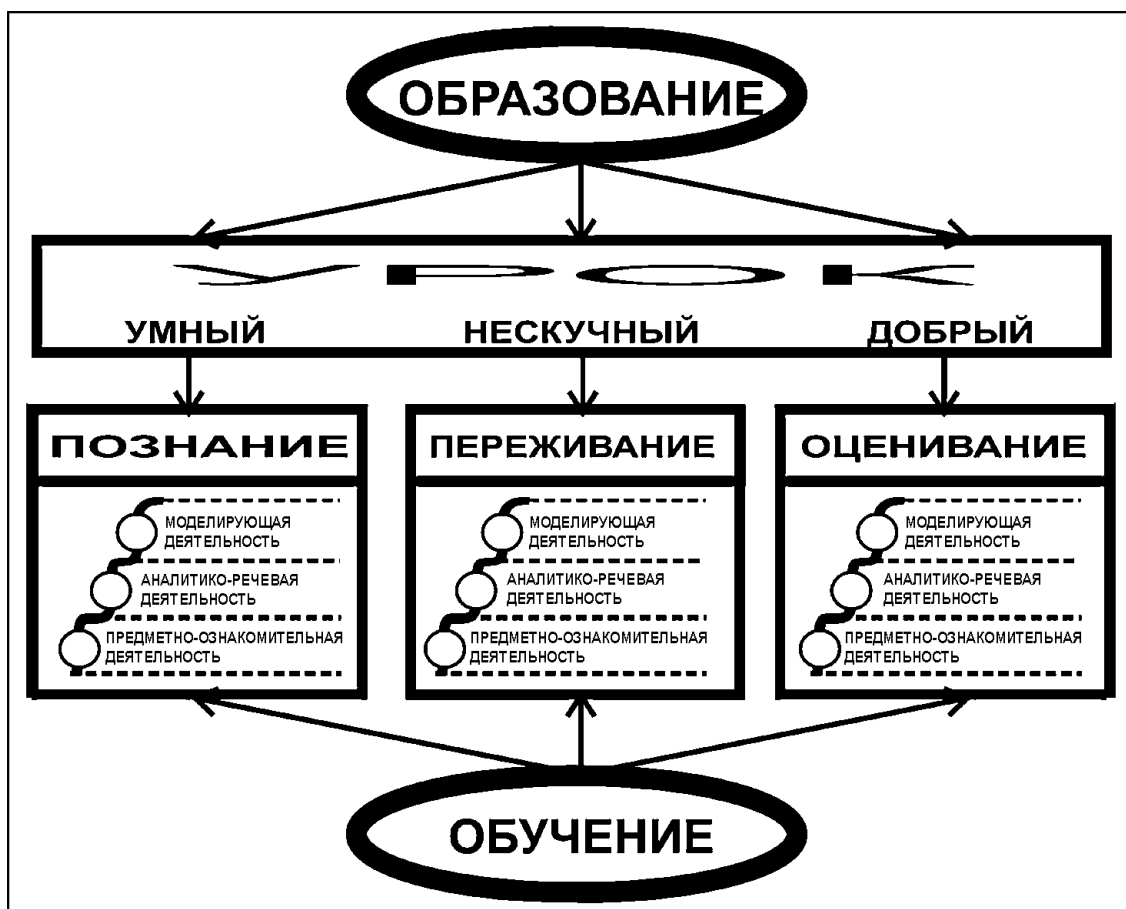 ОБРАЗОВАНИЕ
УМНЫЙ
НЕСКУЧНЫЙ
ДОБРЫЙ
ПОЗНАНИЕ
МОДЕЛИРУЮЩАЯ
ДЕЯТЕЛЬНОСТЬ
АНАЛИТИКО-РЕЧЕВАЯ
ДЕЯТЕЛЬНОСТЬ
ПРЕДМЕТНО-ОЗНАКОМИТЕЛЬНАЯ
ДЕЯТЕЛЬНОСТЬ
ПЕРЕЖИВАНИЕ
МОДЕЛИРУЮЩАЯ
ДЕЯТЕЛЬНОСТЬ
АНАЛИТИКО-РЕЧЕВАЯ
ДЕЯТЕЛЬНОСТЬ
ПРЕДМЕТНО-ОЗНАКОМИТЕЛЬНАЯ
ДЕЯТЕЛЬНОСТЬ
ОЦЕНИВАНИЕ
МОДЕЛИРУЮЩАЯ
ДЕЯТЕЛЬНОСТЬ
АНАЛИТИКО-РЕЧЕВАЯ
ДЕЯТЕЛЬНОСТЬ
ПРЕДМЕТНО-ОЗНАКОМИТЕЛЬНАЯ
ДЕЯТЕЛЬНОСТЬ
ОБУЧЕНИЕ